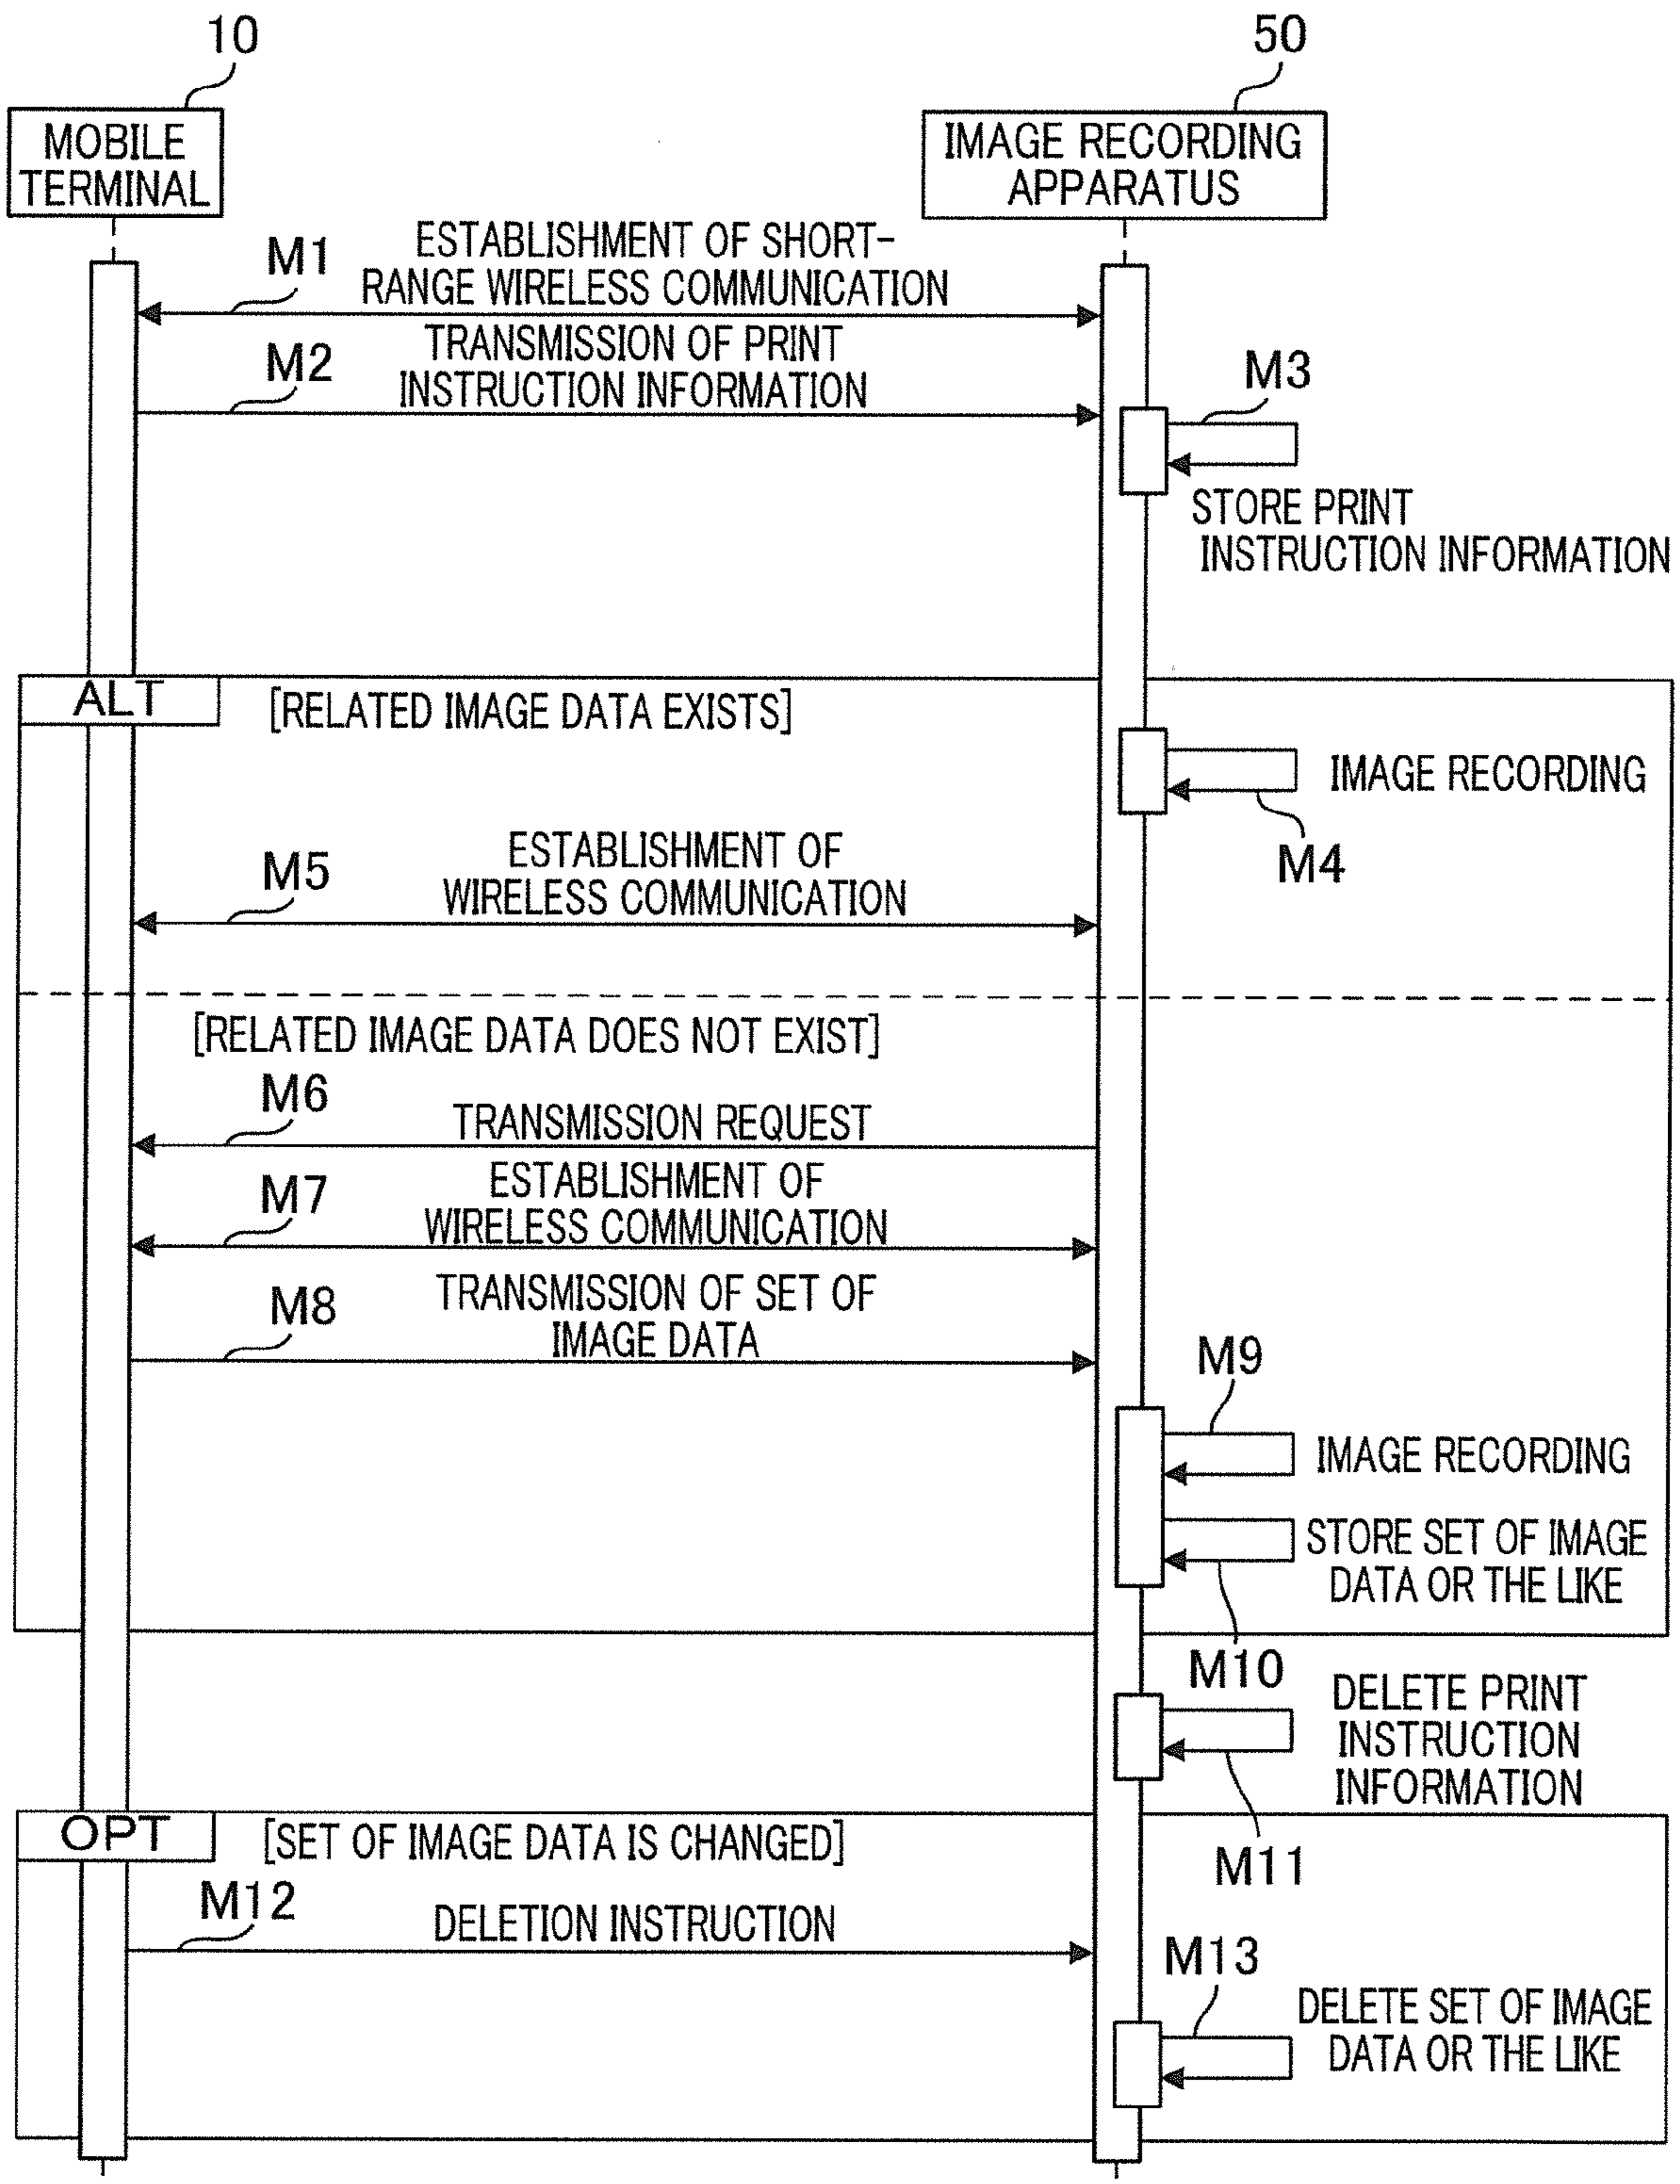 10
50
MOBILE
TERMINAL
IMAGE RECORDING
APPARATUS
M1
ESTABLISHMENT OF SHORT-
RANGE WIRELESS COMMUNICATION
M2
TRANSMISSION OF PRINT
INSTRUCTION INFORMATION
M3
STORE PRINT
INSTRUCTION INFORMATION
ALT
[RELATED IMAGE DATA EXISTS]
IMAGE RECORDING
M4
M5
ESTABLISHMENT OF
WIRELESS COMMUNICATION
[RELATED IMAGE DATA DOES NOT EXIST]
M6
TRANSMISSION REQUEST
M7
ESTABLISHMENT OF
WIRELESS COMMUNICATION
M8
TRANSMISSION OF SET OF
IMAGE DATA
M9
IMAGE RECORDING
STORE SET OF IMAGE
DATA OR THE LIKE
M10
DELETE PRINT
INSTRUCTION
INFORMATION
M11
OPT
[SET OF IMAGE DATA IS CHANGED]
M12
DELETION INSTRUCTION
M13
DELETE SET OF IMAGE
DATA OR THE LIKE